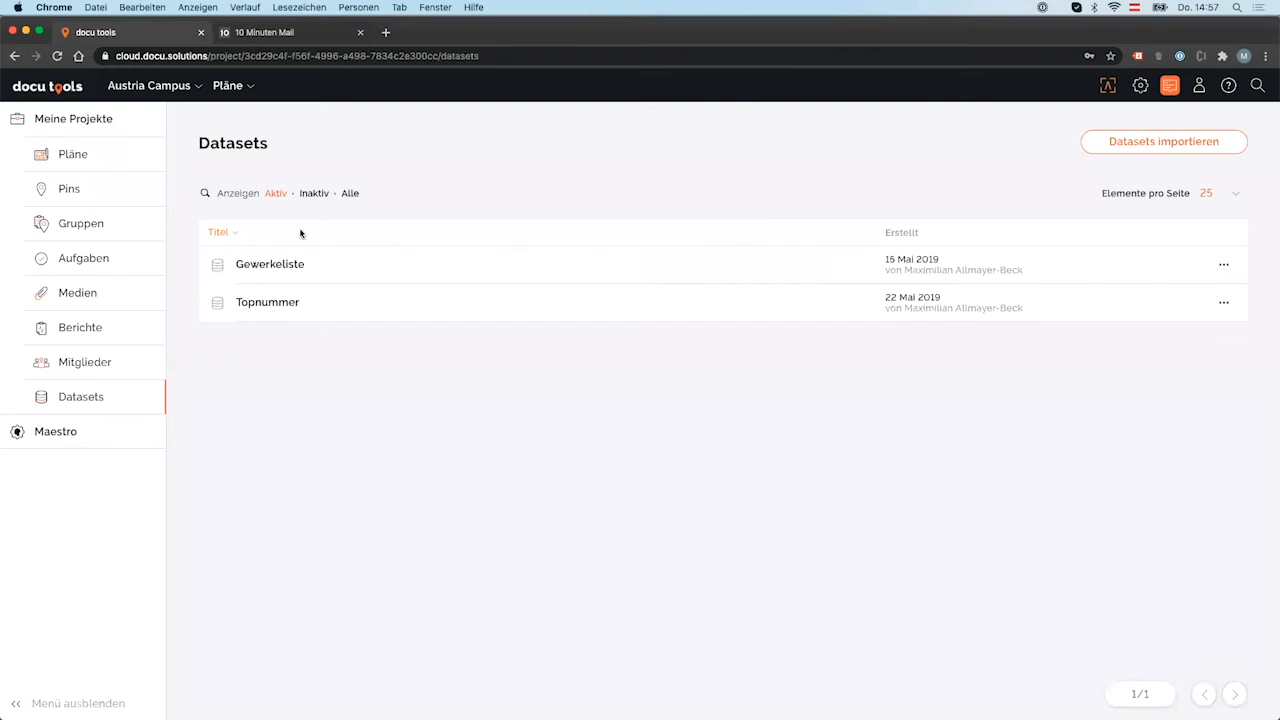 Chrome Datei Bearbeiten Anzeigen Verlauf Lesezeichen Personen Tab Fenster Hilfe Do. 14:57
docu tools
10 10 Minuten Mail
cloud.docu.solutions/project/3cd29c4f-f56f-4996-a498-7834c2e300cc/datasets M
docu tools Austria Campus Pläne
Meine Projekte
Pläne
Pins
Gruppen
Aufgaben
Medien
Berichte
Mitglieder
Datasets
Maestro
Menü ausblenden
Datasets
Datasets importieren
Anzeigen Aktiv · Inaktiv · Alle
Elemente pro Seite 25
Titel Erstellt
Gewerkeliste
15 Mai 2019
von Maximilian Allmayer-Beck
Topnummer
22 Mai 2019
von Maximilian Allmayer-Beck
1/1